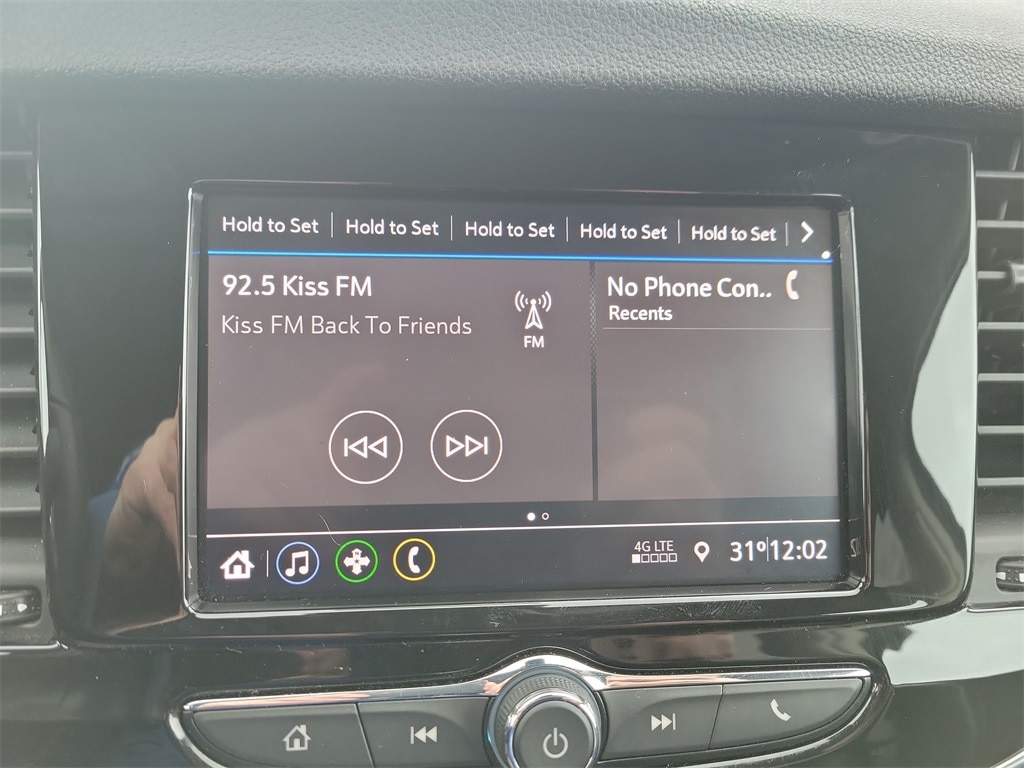 Hold to Set Hold to Set Hold to Set Hold to Set Hold to Set
92.5 Kiss FM
Kiss FM Back To Friends
FM
No Phone Con..
Recents
4G LTE
31º 12:02